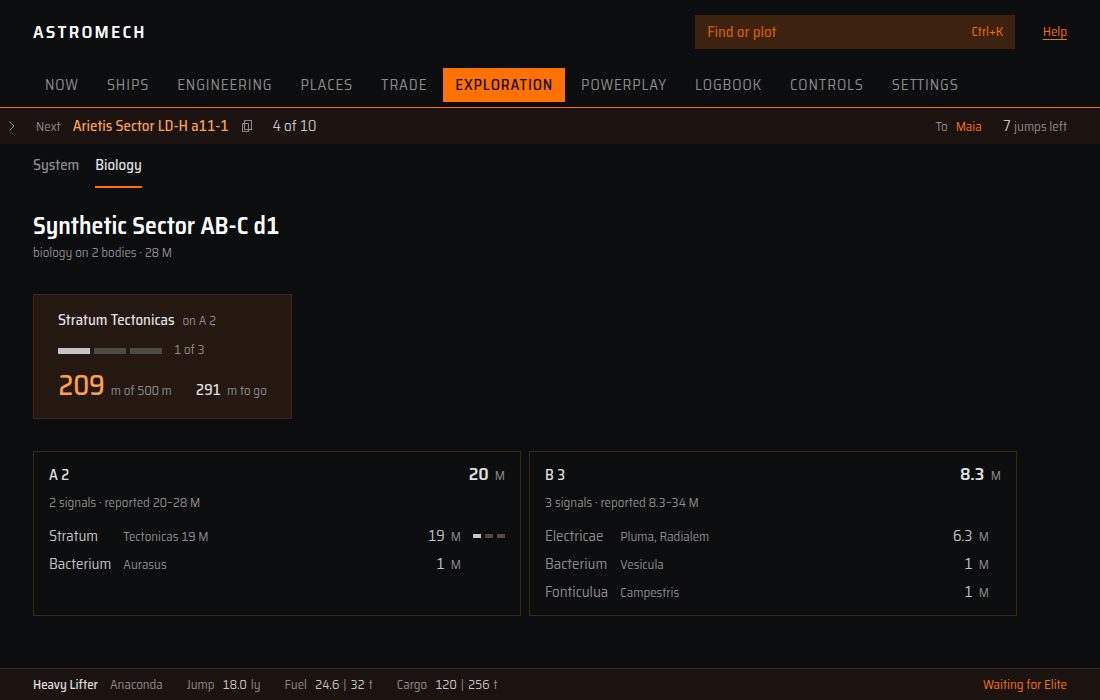 ASTROMECH
Find or plot Ctrl+K Help
NOW SHIPS ENGINEERING PLACES TRADE EXPLORATION POWERPLAY LOGBOOK CONTROLS SETTINGS
Next Arietis Sector LD-H a11-1 4 of 10 To Maia 7 jumps left
System Biology
Synthetic Sector AB-C d1
biology on 2 bodies · 28 M
Stratum Tectonicas on A 2
1 of 3
209 m of 500 m 291 m to go
A 2 20 M
2 signals · reported 20–28 M
Stratum Tectonicas 19 M 19 M
Bacterium Aurasus 1 M
B 3 8.3 M
3 signals · reported 8.3–34 M
Electricae Pluma, Radialem 6.3 M
Bacterium Vesicula 1 M
Fonticulua Campestris 1 M
Heavy Lifter Anaconda Jump 18.0 ly Fuel 24.6 | 32 t Cargo 120 | 256 t Waiting for Elite